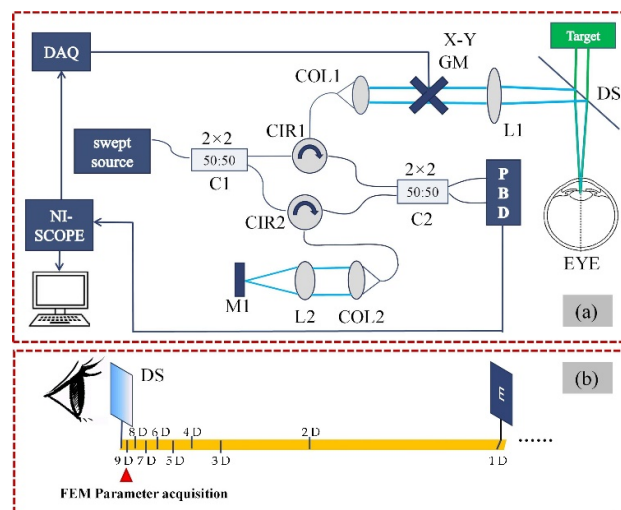 Target
X-Y
GM
DAQ
COL1
DS
L1
CIR1
swept
source
2×2
50:50
C1
2×2
50:50
C2
P
B
D
CIR2
NI-
SCOPE
EYE
M1
L2
COL2
(a)
DS
E
(b)
8 D 6 D 4 D 2 D
9 D 7 D 5 D 3 D 1 D
......
FEM Parameter acquisition